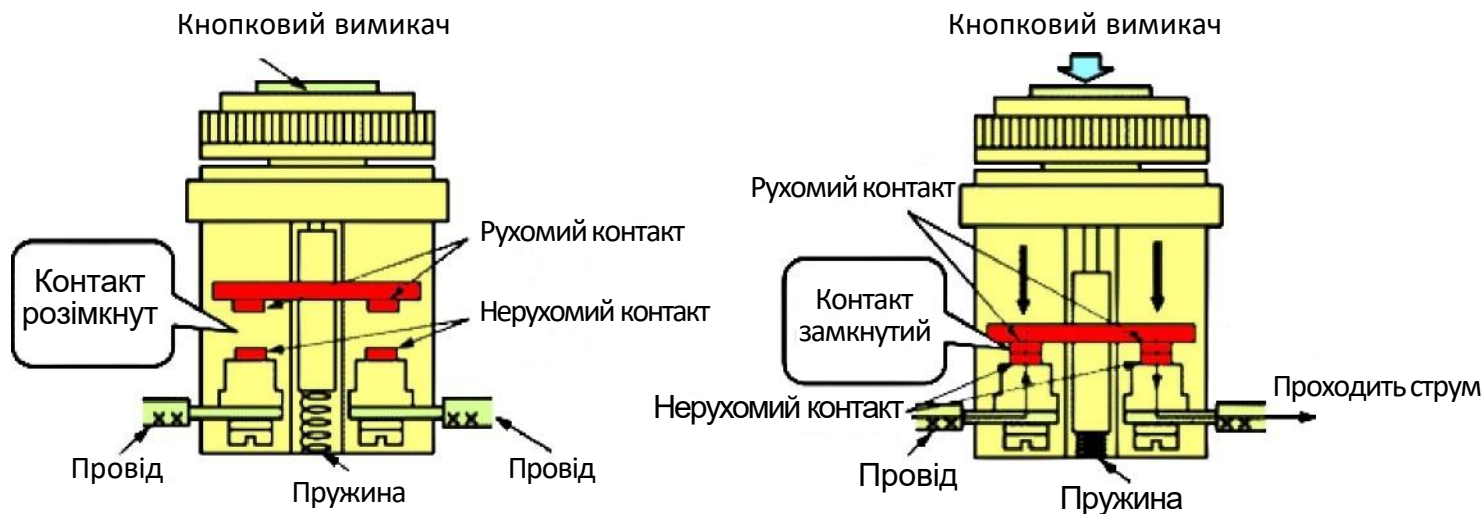 Кнопковий вимикач
Рухомий контакт
Контакт
розімкнут
Нерухомий контакт
Провід
Пружина
Провід
Кнопковий вимикач
Рухомий контакт
Контакт
замкнутий
Нерухомий контакт
Проходить струм
Провід
Пружина